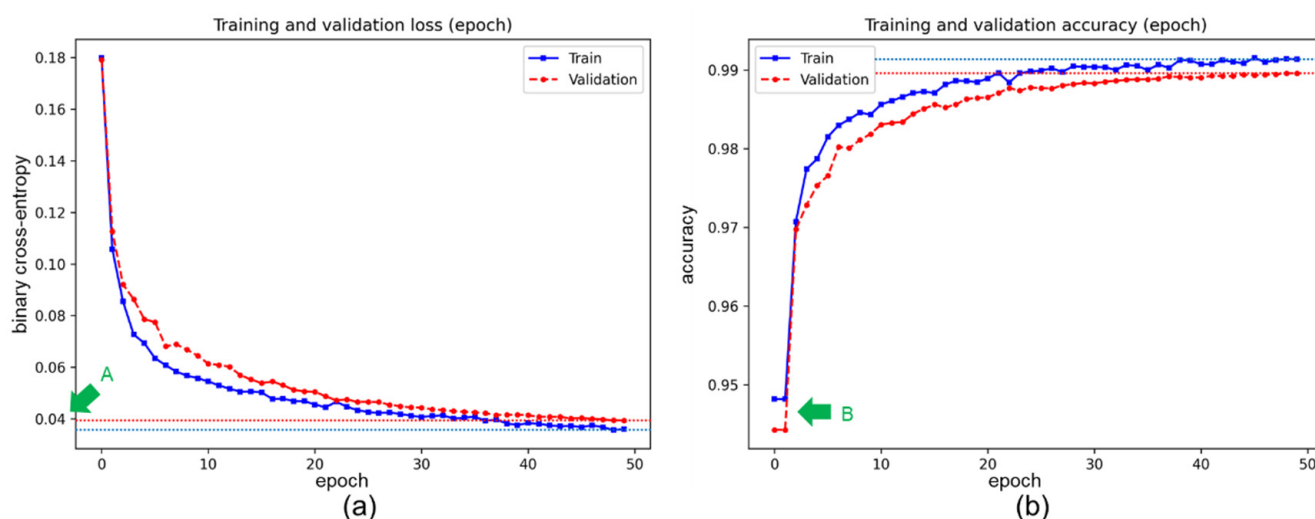 Training and validation loss (epoch)
binary cross-entropy
0.18
0.16
0.14
0.12
0.10
0.08
0.06
0.04
Train
Validation
A
0 10 20 30 40 50
epoch
(a)
Training and validation accuracy (epoch)
accuracy
0.99
0.98
0.97
0.96
0.95
Train
Validation
B
0 10 20 30 40 50
epoch
(b)